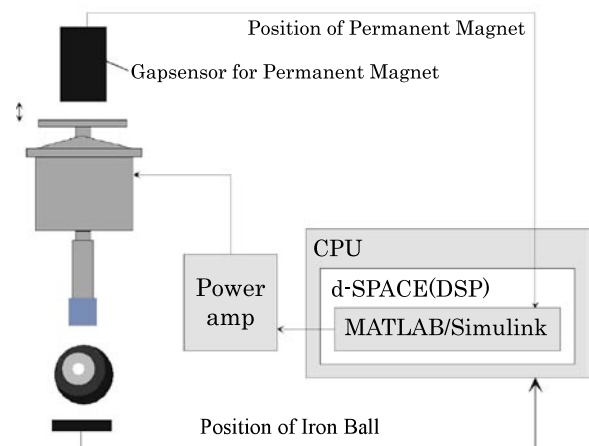 Position of Permanent Magnet
Gapsensor for Permanent Magnet
CPU
d-SPACE(DSP)
Power
amp
MATLAB/Simulink
Position of Iron Ball